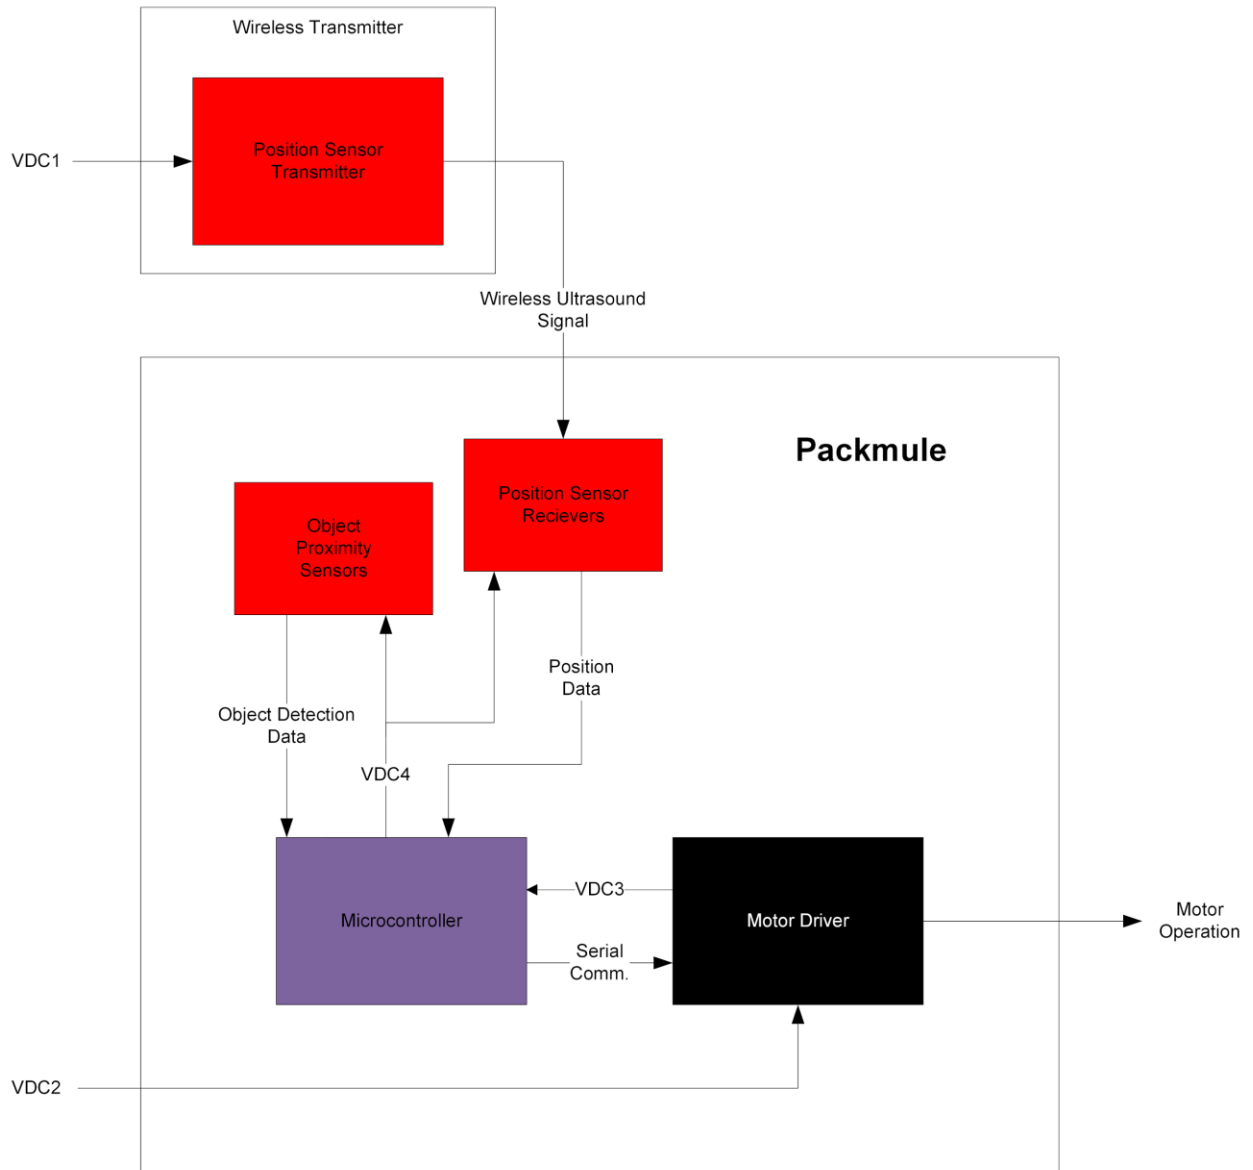 Wireless Transmitter
VDC1
Position Sensor
Transmitter
Wireless Ultrasound
Signal
Packmule
Position Sensor
Recievers
Object
Proximity
Sensors
Position
Data
Object Detection
Data
VDC4
Microcontroller
VDC3
Serial
Comm.
Motor Driver
Motor
Operation
VDC2